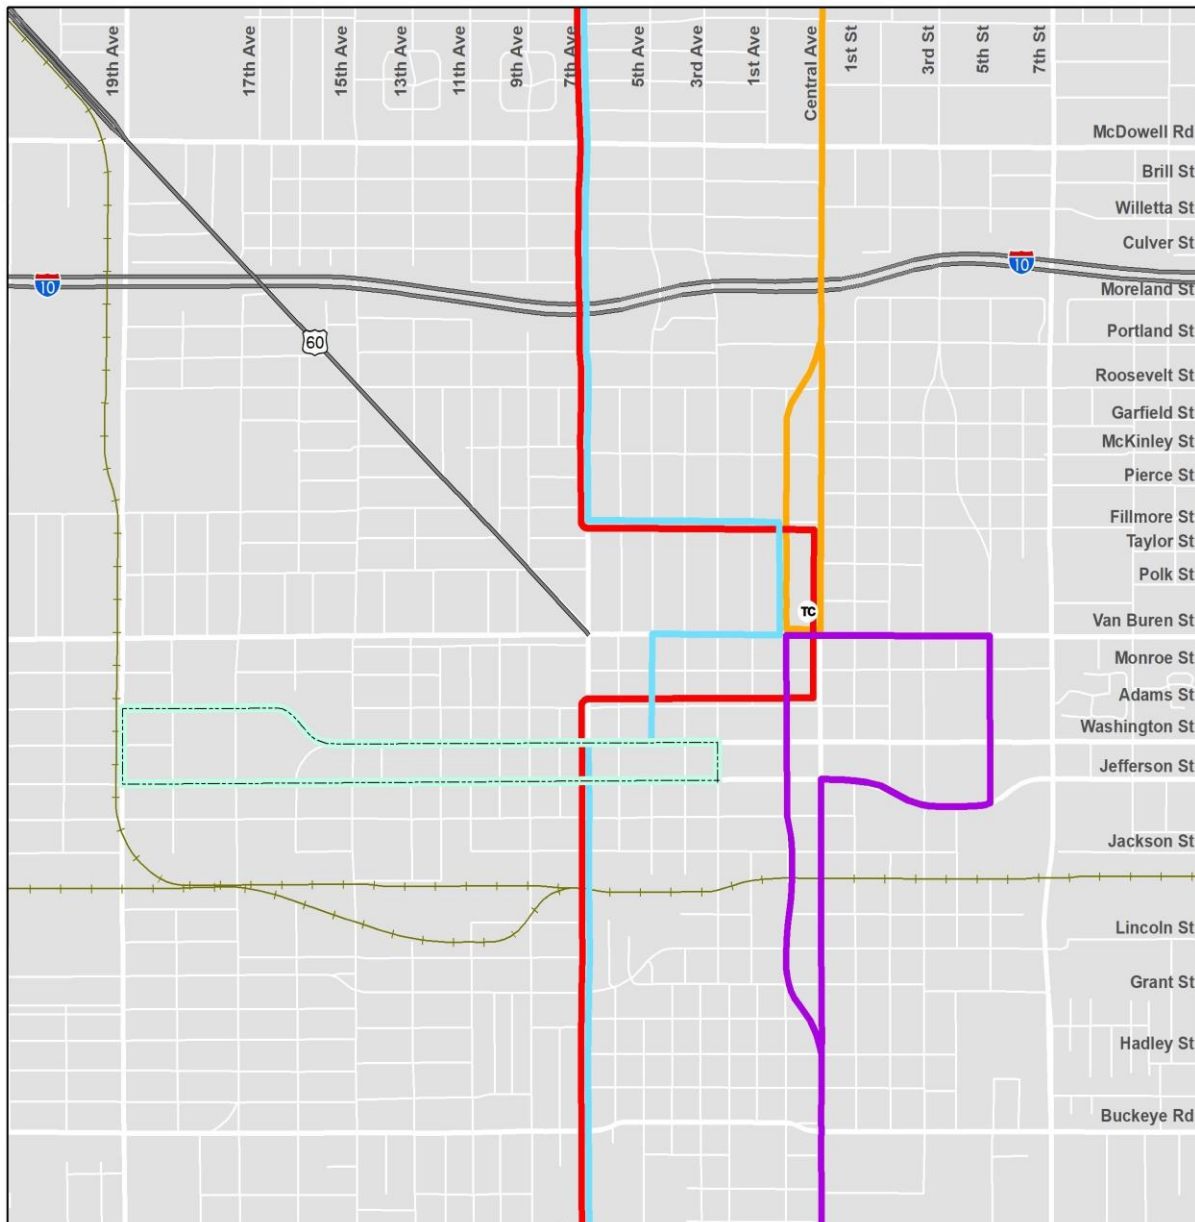 19th Ave
17th Ave
15th Ave
13th Ave
11th Ave
9th Ave
7th Ave
5th Ave
3rd Ave
1st Ave
Central Ave
1st St
3rd St
5th St
7th St
McDowell Rd
Brill St
Willetta St
Culver St
10
10
Moreland St
Portland St
60
Roosevelt St
Garfield St
McKinley St
Pierce St
Fillmore St
Taylor St
Polk St
TC
Van Buren St
Monroe St
Adams St
Washington St
Jefferson St
Jackson St
Lincoln St
Grant St
Hadley St
Buckeye Rd